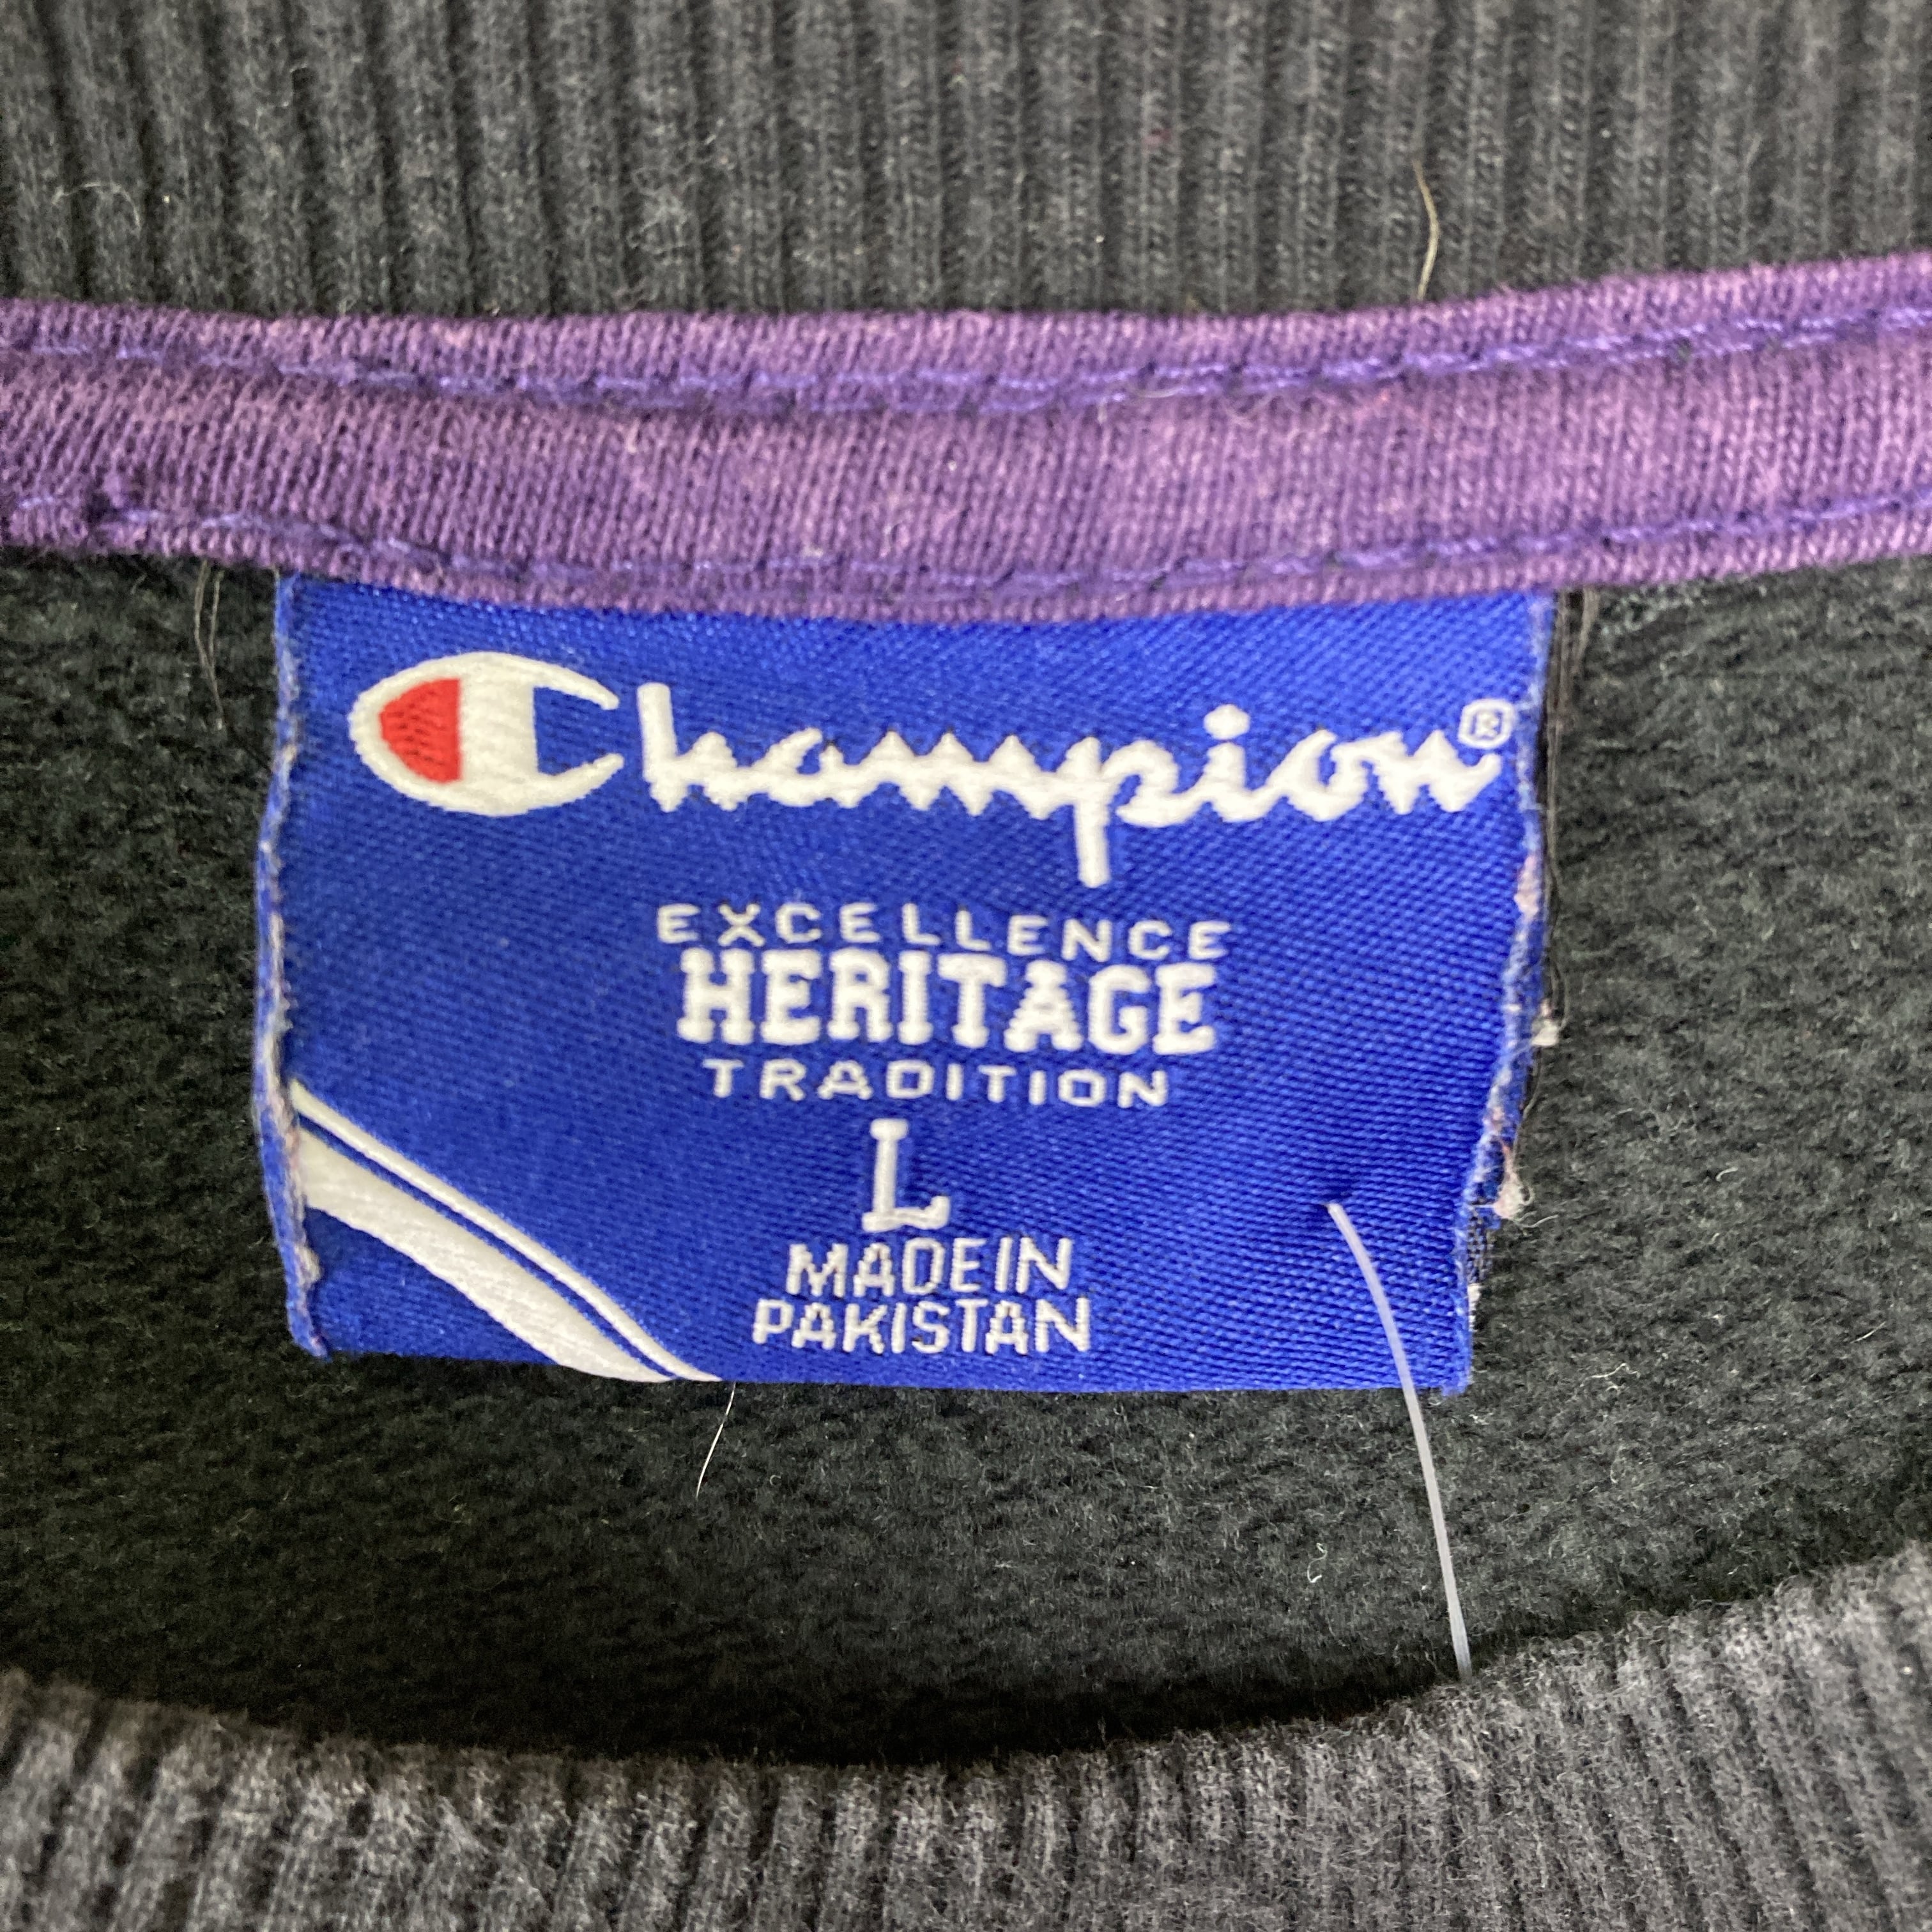 Champion®
EXCELLENCE
HERITAGE
TRADITION
L
MADE IN
PAKISTAN